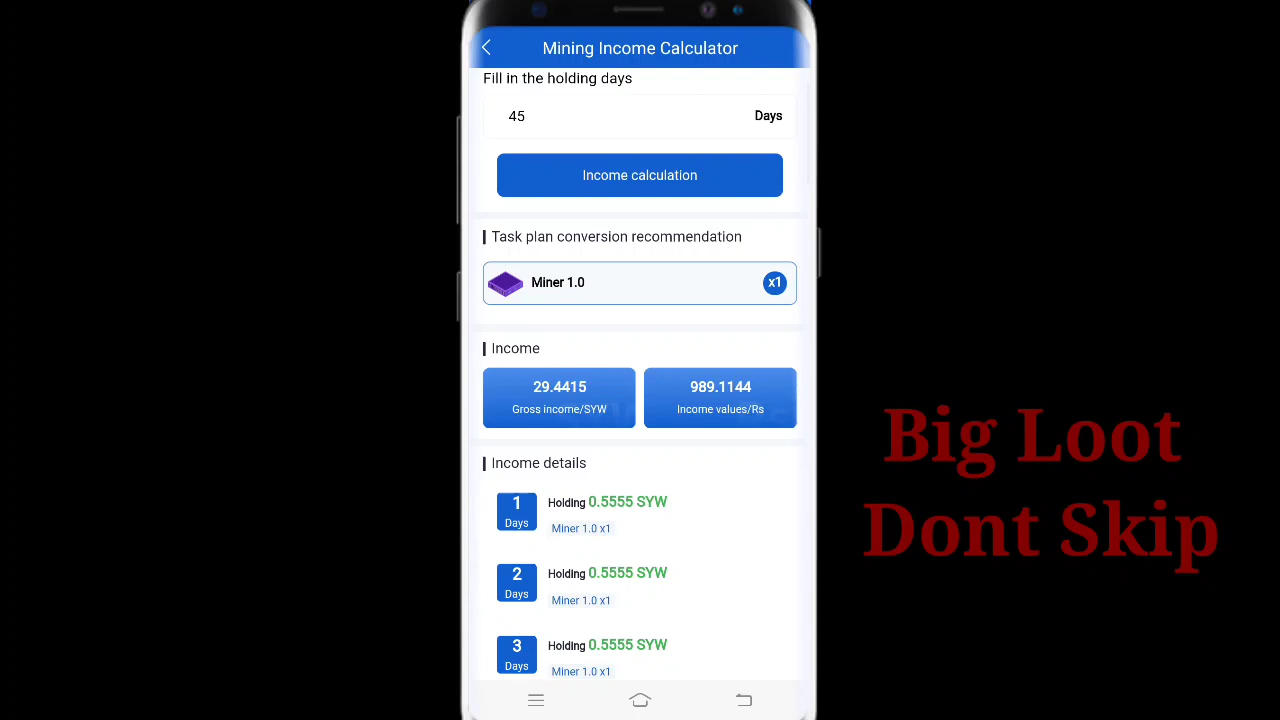 Mining Income Calculator
Fill in the holding days
45 Days
Income calculation
Task plan conversion recommendation
Miner 1.0 x1
Income
29.4415 989.1144
Gross income/SYW Income values/Rs
Income details
1 Holding 0.5555 SYW
Days Miner 1.0 x1
2 Holding 0.5555 SYW
Days Miner 1.0 x1
3 Holding 0.5555 SYW
Days Miner 1.0 x1
Big Loot
Dont Skip